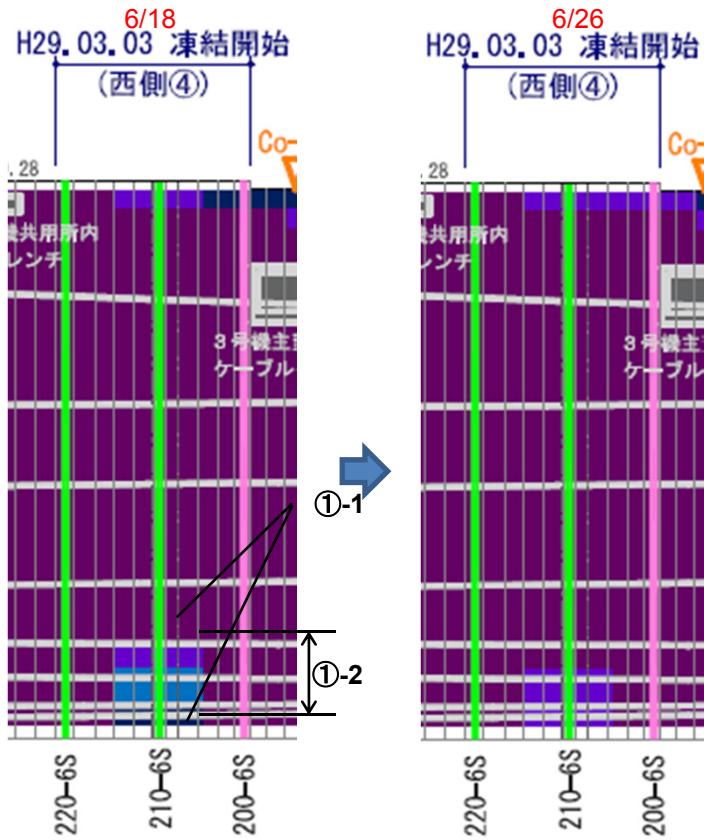 6/18
H29.03.03 凍結開始
(西側④)
Co-
.28
共用所内
レンチ
3号機主
ケーブル
①-1
①-2
220-6S
210-6S
200-6S
6/26
H29.03.03 凍結開始
(西側④)
Co-
.28
機共用所内
レンチ
3号機主
ケーブル
220-6S
210-6S
200-6S